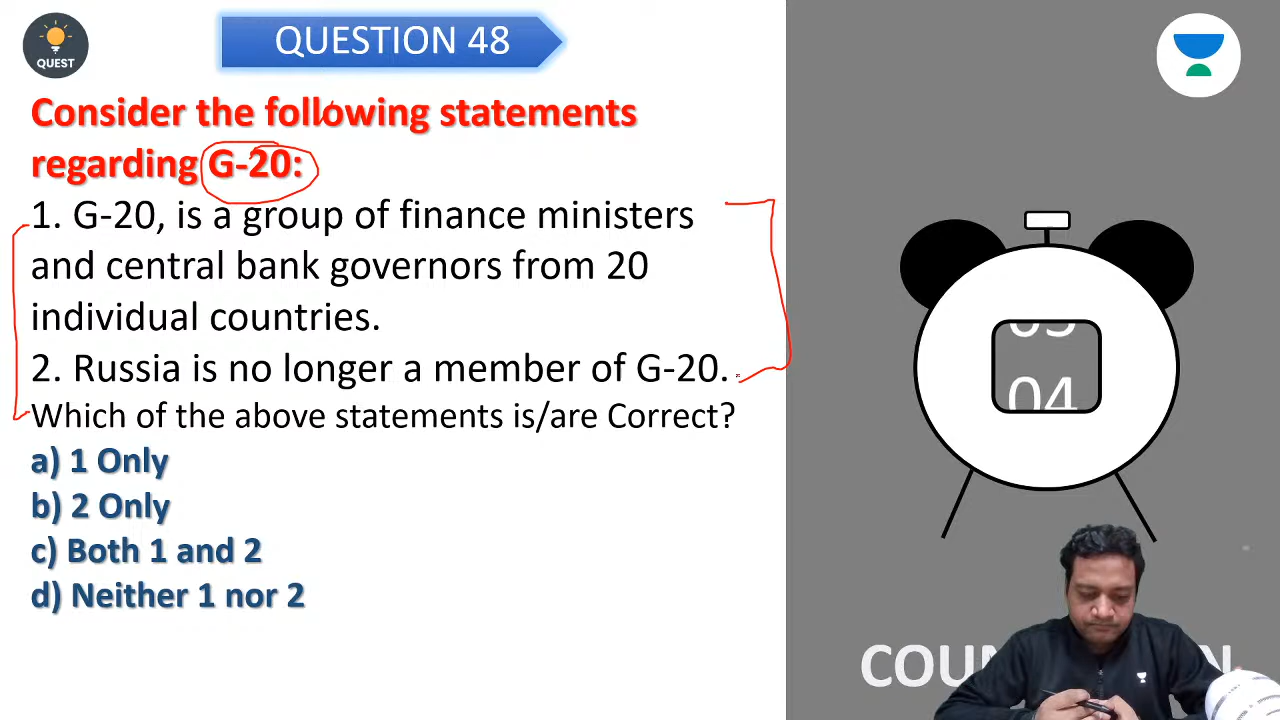 QUEST
QUESTION 48
Consider the following statements
regarding G-20:
1. G-20, is a group of finance ministers
and central bank governors from 20
individual countries.
2. Russia is no longer a member of G-20.
Which of the above statements is/are Correct?
a) 1 Only
b) 2 Only
c) Both 1 and 2
d) Neither 1 nor 2
04